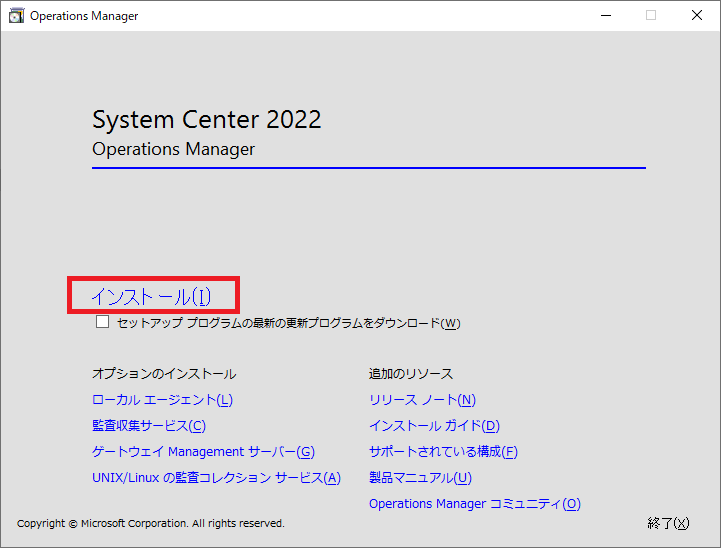 Operations Manager
System Center 2022
Operations Manager
インストール(I)
セットアップ プログラムの最新の更新プログラムをダウンロード(W)
オプションのインストール
ローカル エージェント(L)
監査収集サービス(C)
ゲートウェイ Management サーバー(G)
UNIX/Linux の監査コレクション サービス(A)
追加のリソース
リリース ノート(N)
インストール ガイド(D)
サポートされている構成(F)
製品マニュアル(U)
Operations Manager コミュニティ(O)
Copyright © Microsoft Corporation. All rights reserved.
終了(X)